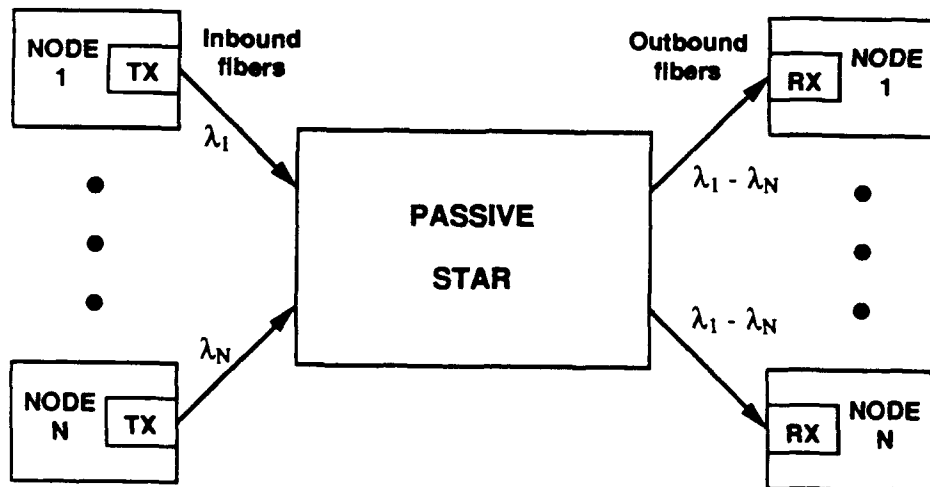 NODE
1
TX
Inbound
fibers
λ1
Outbound
fibers
RX
NODE
1
λ1 - λN
PASSIVE
STAR
λN
λ1 - λN
NODE
N
TX
RX
NODE
N